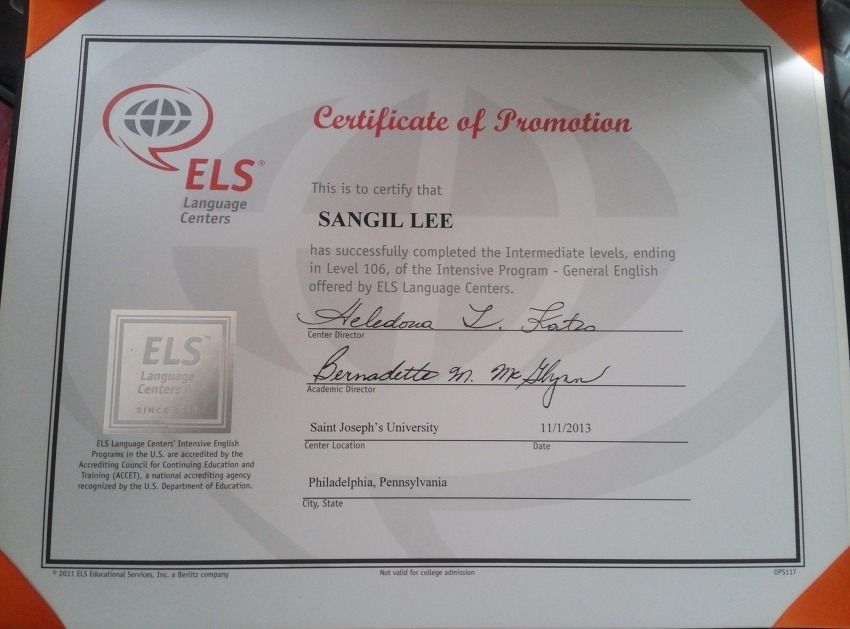 Certificate of Promotion
ELS®
Language
Centers
This is to certify that
SANGIL LEE
has successfully completed the Intermediate levels, ending
in Level 106, of the Intensive Program - General English
offered by ELS Language Centers.
Heledona L. Katro
Center Director
Bernadette M. McGlynn
Academic Director
Saint Joseph's University 11/1/2013
Center Location Date
Philadelphia, Pennsylvania
City, State
ELS™
Language
Centers
SINCE
ELS Language Centers' Intensive English
Programs in the U.S. are accredited by the
Accrediting Council for Continuing Education and
Training (ACCET), a national accrediting agency
recognized by the U.S. Department of Education.
© 2011 ELS Educational Services, Inc. a Berlitz company
Not valid for college admission
OPS117